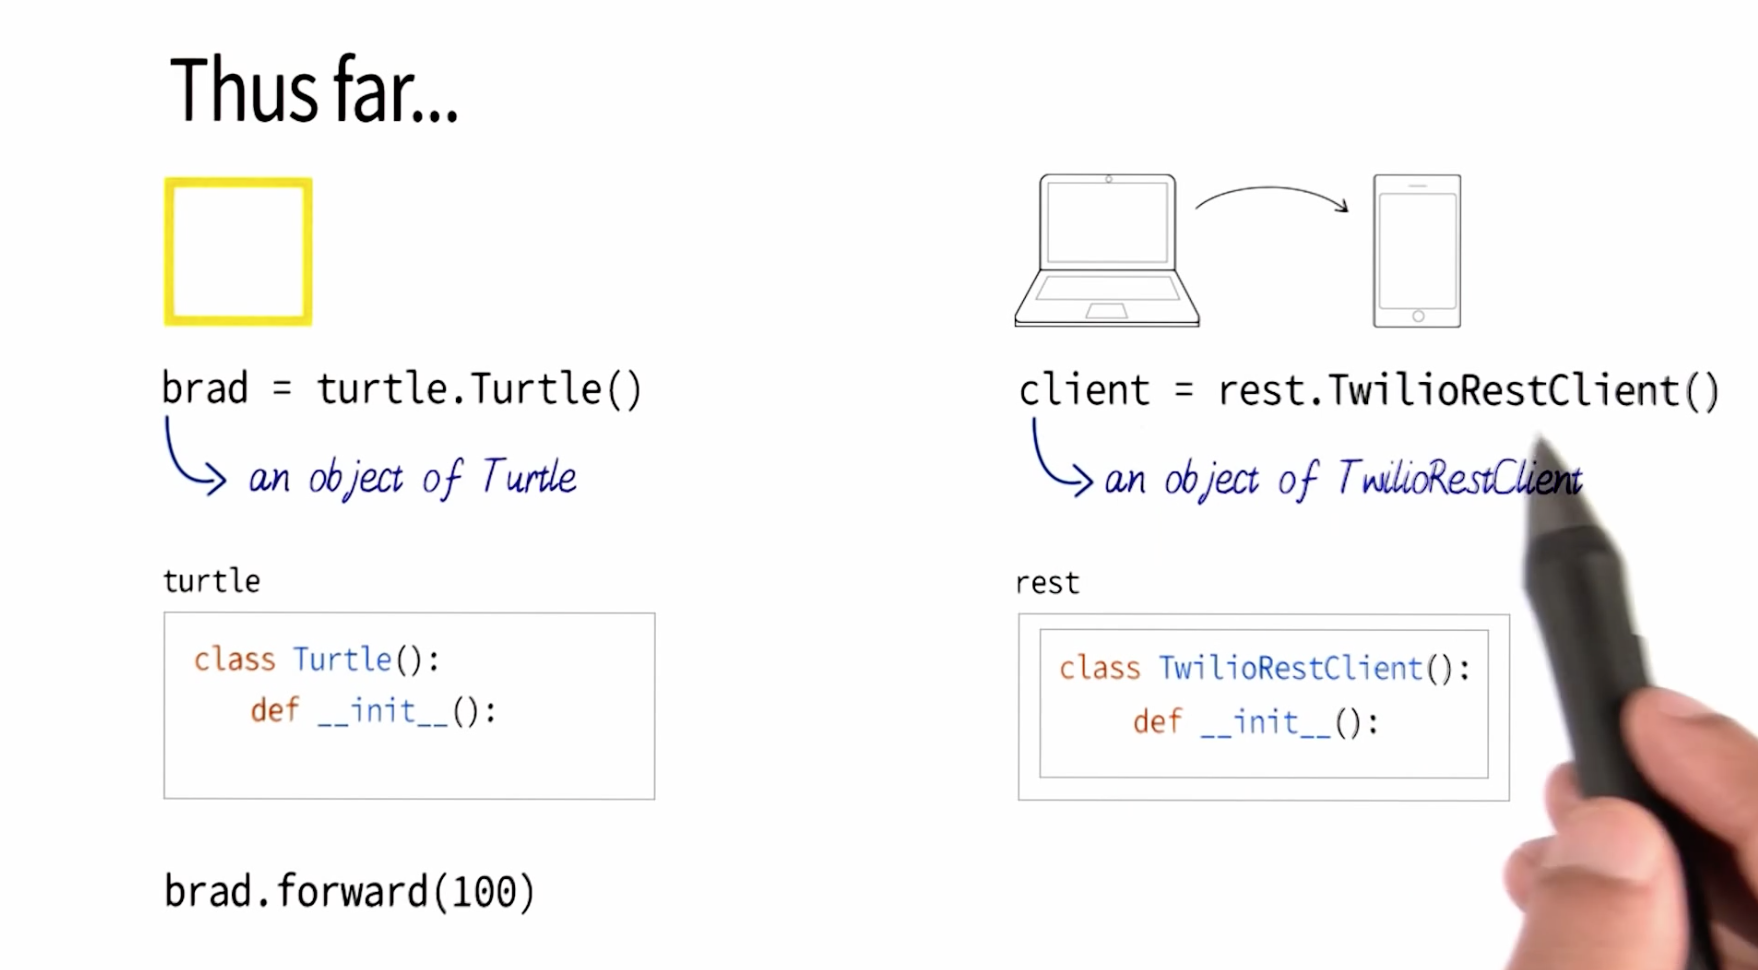 Thus far...
brad = turtle.Turtle()
an object of Turtle
turtle
class Turtle():
def __init__():
brad.forward(100)
client = rest.TwilioRestClient()
an object of TwilioRestClient
rest
class TwilioRestClient():
def __init__():